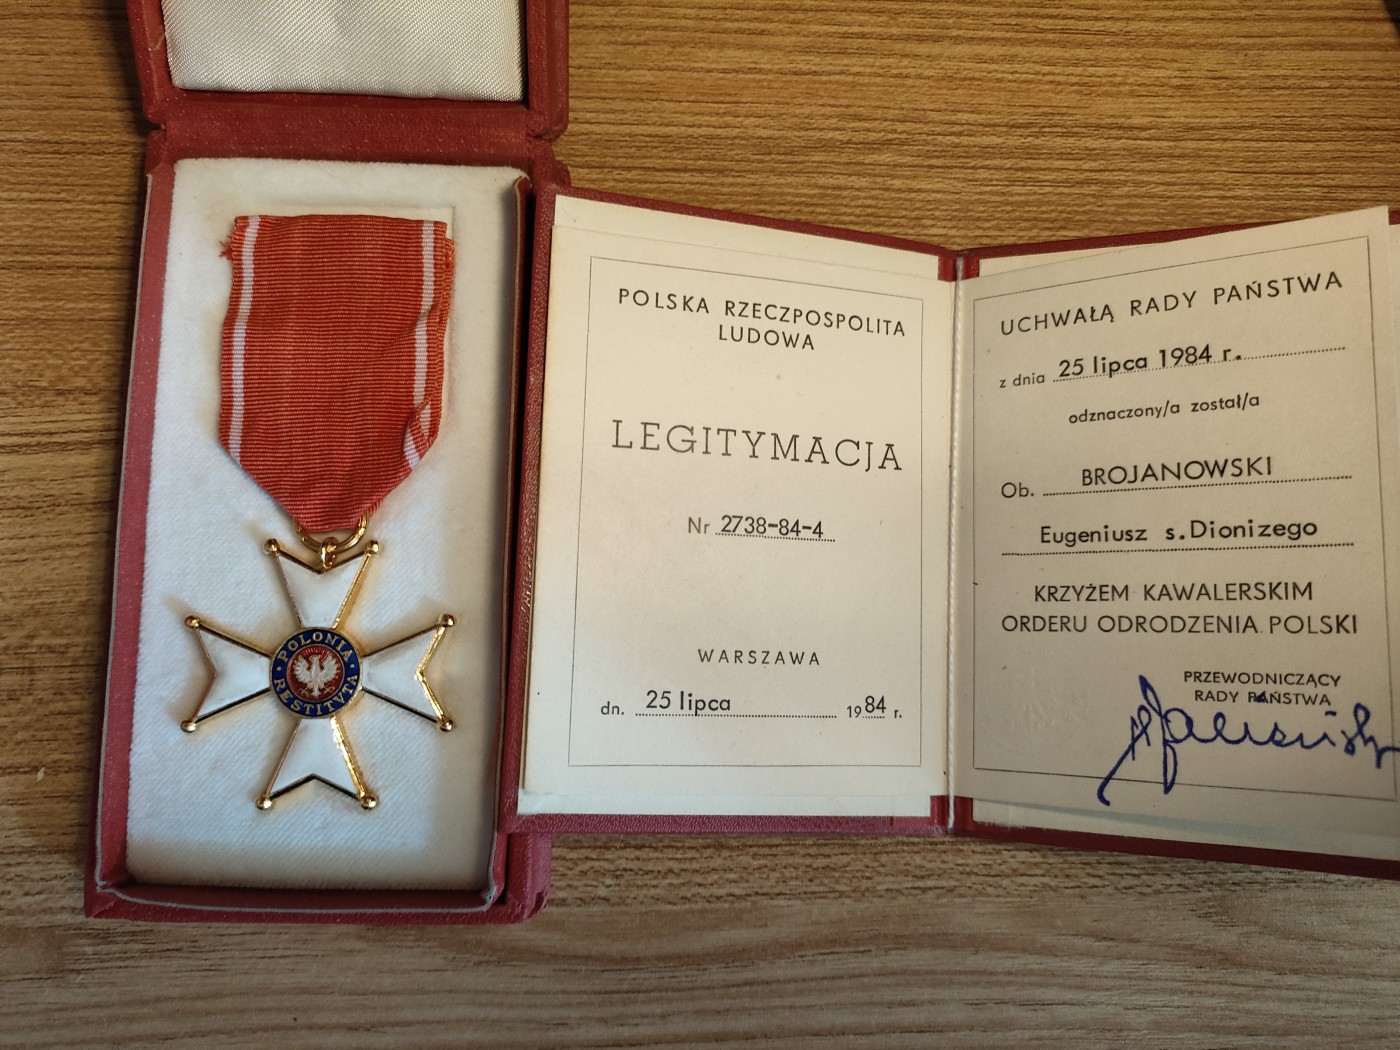 POLONIA
RESTITVTA
POLSKA RZECZPOSPOLITA
LUDOWA
LEGITYMACJA
Nr 2738-84-4
WARSZAWA
dn. 25 lipca 1984 r.
UCHWAŁĄ RADY PAŃSTWA
z dnia 25 lipca 1984 r.
odznaczony/a został/a
Ob. BROJANOWSKI
Eugeniusz s.Dionizego
KRZYŻEM KAWALERSKIM
ORDERU ODRODZENIA POLSKI
PRZEWODNICZĄCY
RADY PAŃSTWA